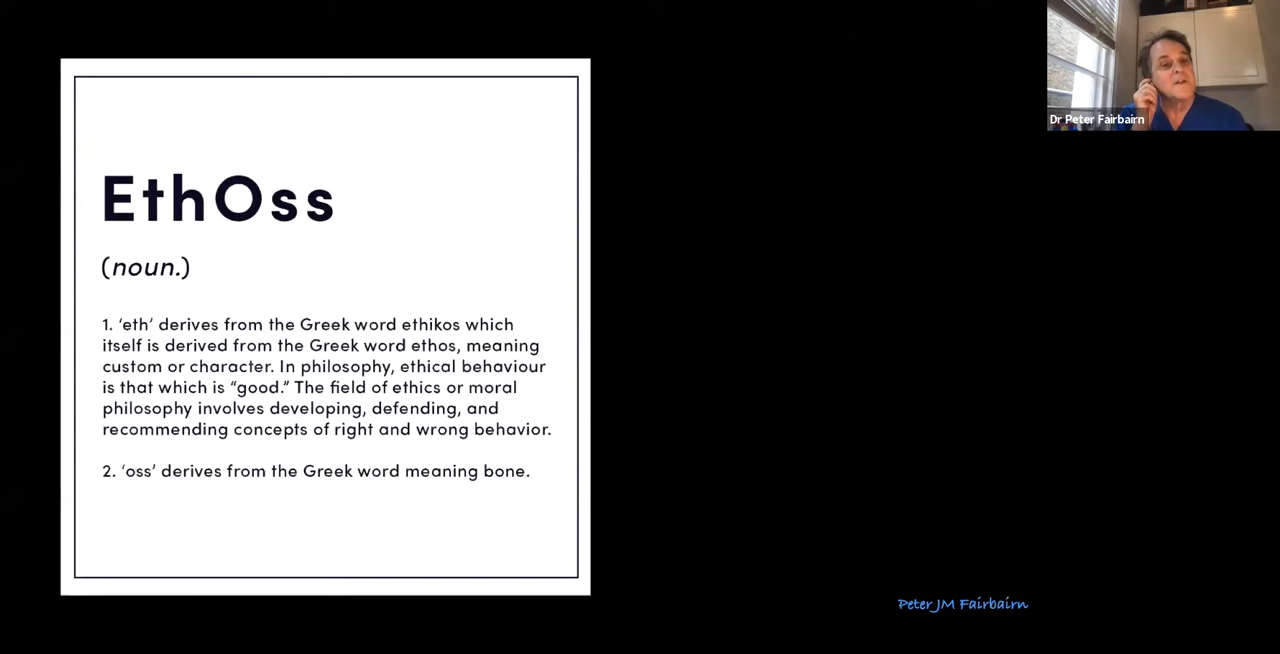 EthOss
(noun.)
1. ‘eth’ derives from the Greek word ethikos which
itself is derived from the Greek word ethos, meaning
custom or character. In philosophy, ethical behaviour
is that which is “good.” The field of ethics or moral
philosophy involves developing, defending, and
recommending concepts of right and wrong behavior.
2. ‘oss’ derives from the Greek word meaning bone.
Dr Peter Fairbairn
Peter JM Fairbairn